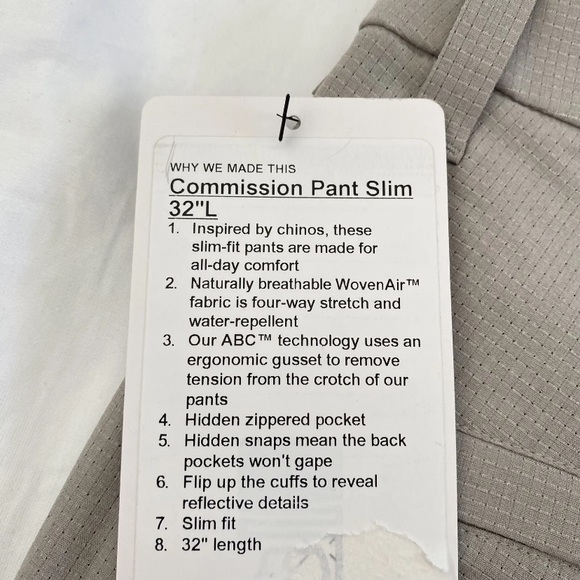 WHY WE MADE THIS
Commission Pant Slim
32"L
1. Inspired by chinos, these
slim-fit pants are made for
all-day comfort
2. Naturally breathable WovenAir™
fabric is four-way stretch and
water-repellent
3. Our ABC™ technology uses an
ergonomic gusset to remove
tension from the crotch of our
pants
4. Hidden zippered pocket
5. Hidden snaps mean the back
pockets won't gape
6. Flip up the cuffs to reveal
reflective details
7. Slim fit
8. 32" length